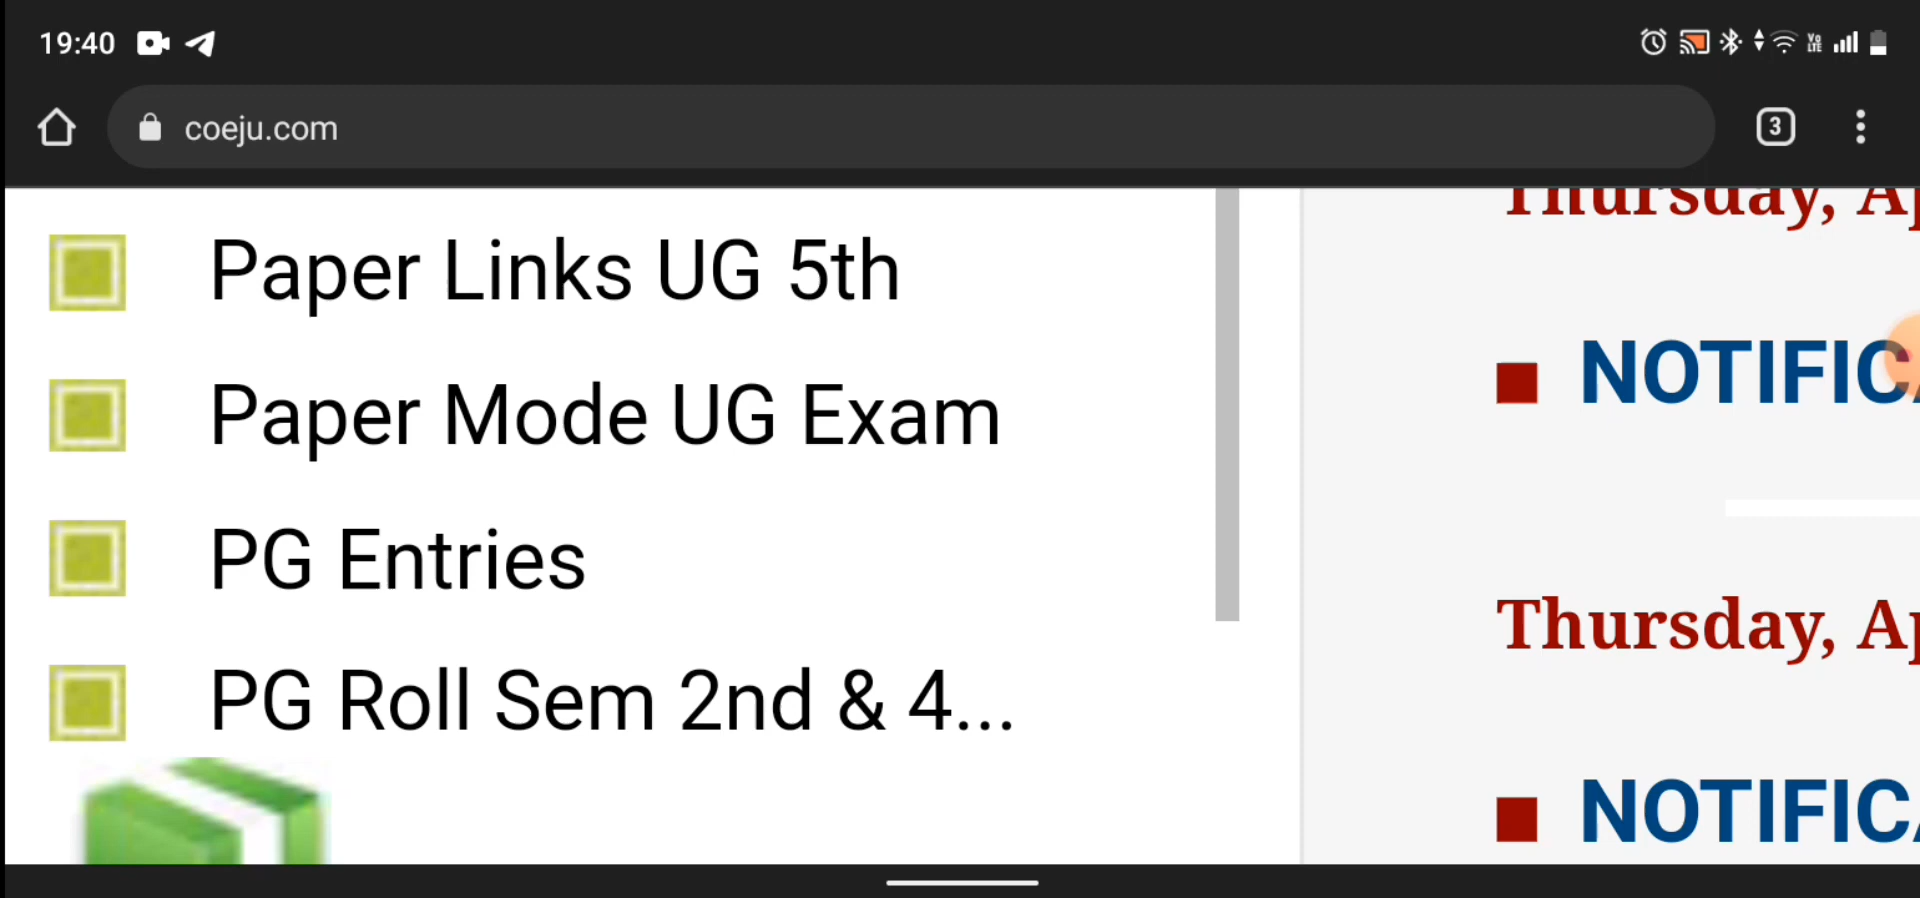 19:40
coeju.com
3
Paper Links UG 5th
Paper Mode UG Exam
PG Entries
PG Roll Sem 2nd & 4...
Thursday,
NOTIFIC
Thursday,
NOTIFIC